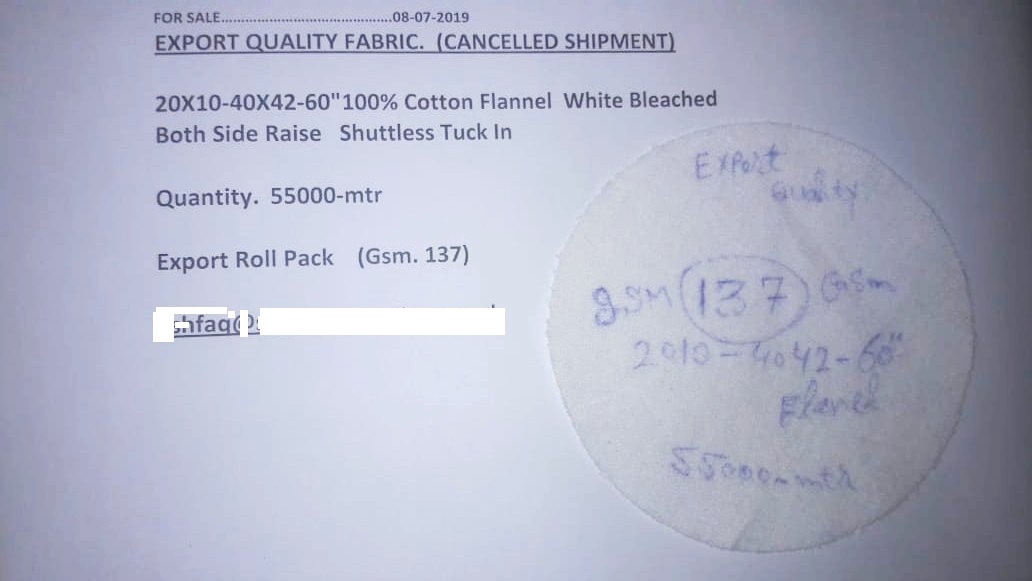 FOR SALE................................................08-07-2019
EXPORT QUALITY FABRIC. (CANCELLED SHIPMENT)
20X10-40X42-60"100% Cotton Flannel White Bleached
Both Side Raise Shuttless Tuck In
Quantity. 55000-mtr
Export Roll Pack (Gsm. 137)
Export
Quality
gSM 137 GSm
2010-4042-60"
55000-mtr